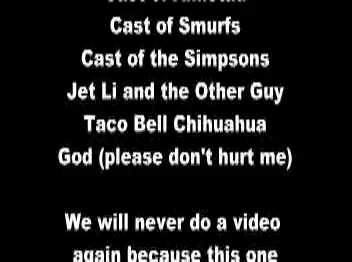 Cast of Smurfs
Cast of the Simpsons
Jet Li and the Other Guy
Taco Bell Chihuahua
God (please don't hurt me)
We will never do a video
again because this one